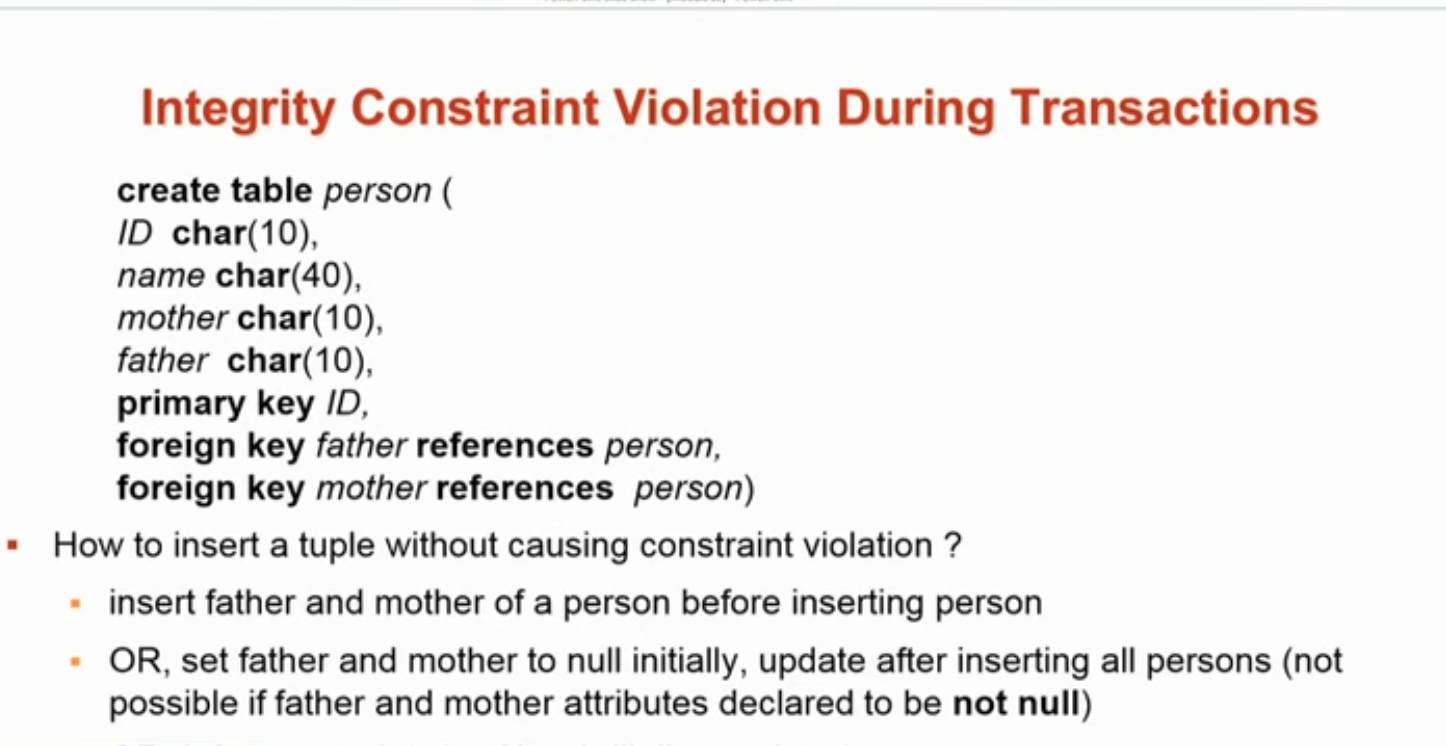 Integrity Constraint Violation During Transactions
create table person (
ID char(10),
name char(40),
mother char(10),
father char(10),
primary key ID,
foreign key father references person,
foreign key mother references person)
▪ How to insert a tuple without causing constraint violation ?
▪ insert father and mother of a person before inserting person
▪ OR, set father and mother to null initially, update after inserting all persons (not
possible if father and mother attributes declared to be not null)